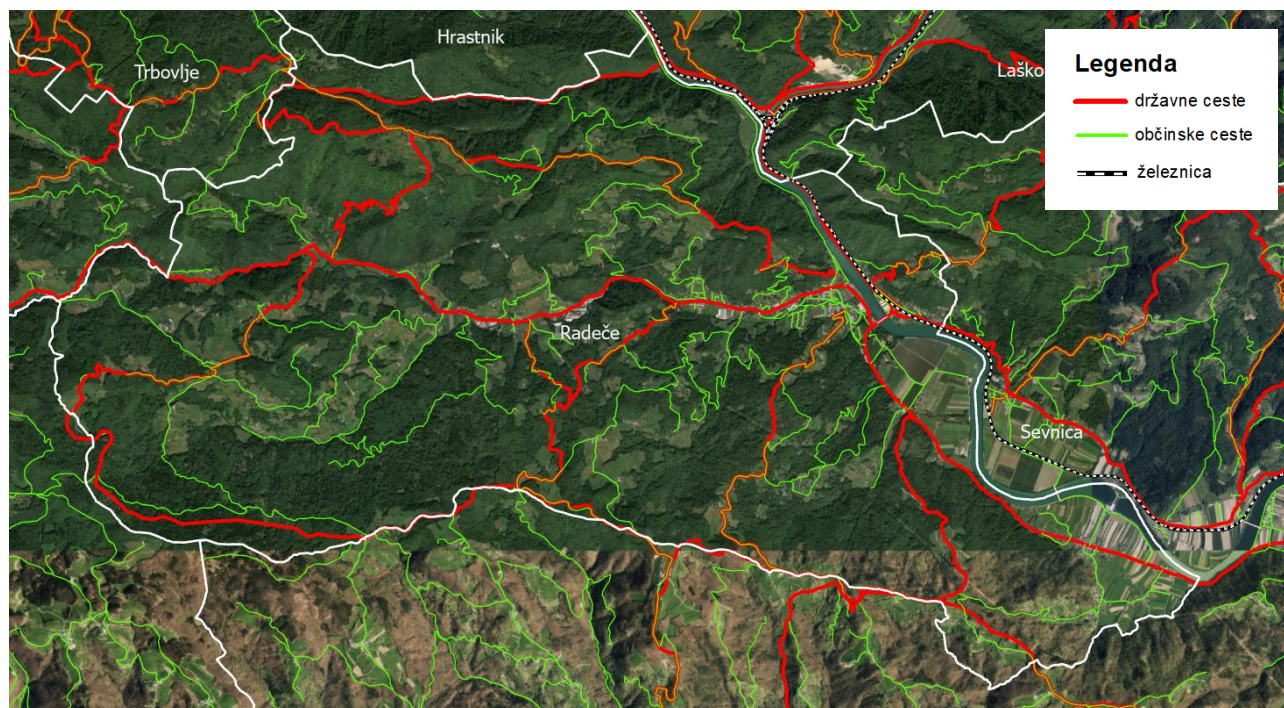 Hrastnik
Trbovlje
Laško
Radeče
Sevnica
Legenda
državne ceste
občinske ceste
železnica